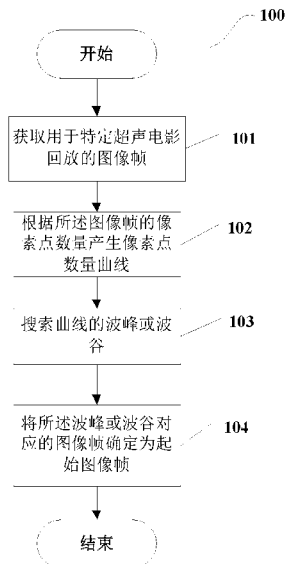 100
开始
获取用于特定超声电影
回放的图像帧
101
根据所述图像帧的像
素点数量产生像素点
数量曲线
102
搜索曲线的波峰或波
谷
103
将所述波峰或波谷对
应的图像帧确定为起
始图像帧
104
结束